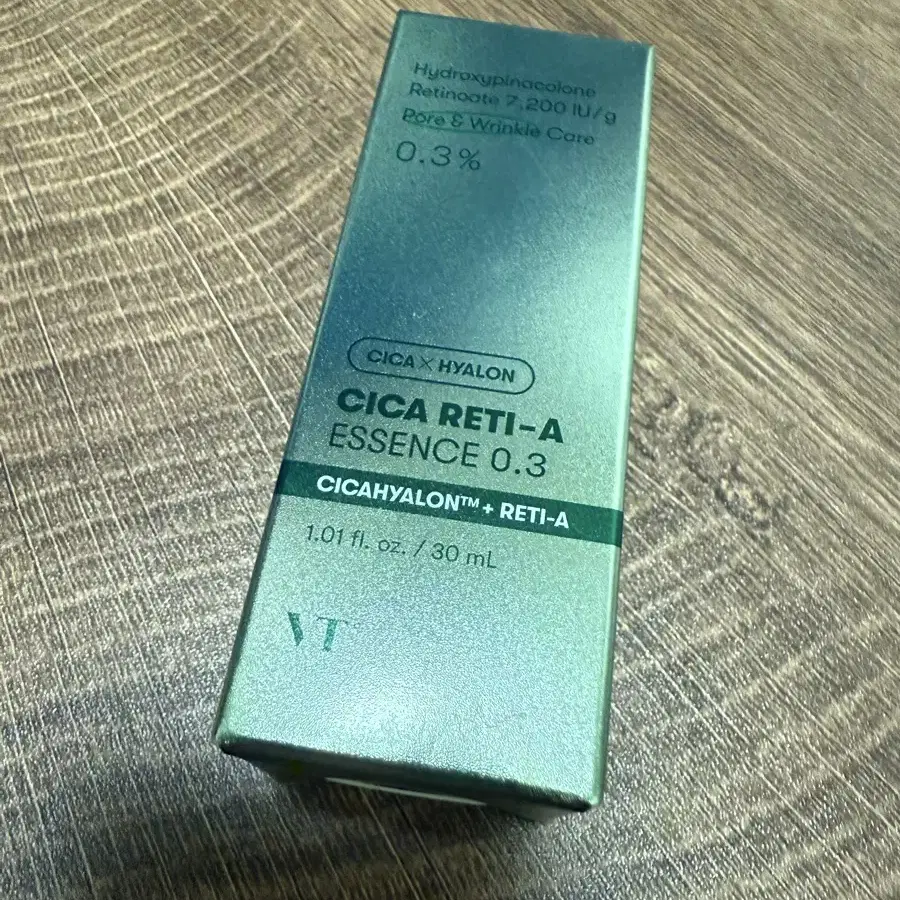 Hydroxypinacolone
Retinoate 7,200 IU/g
Pore & Wrinkle Care
0.3%
CICA×HYALON
CICA RETI-A
ESSENCE 0.3
CICAHYALON™ + RETI-A
1.01 fl. oz. / 30 mL
VT